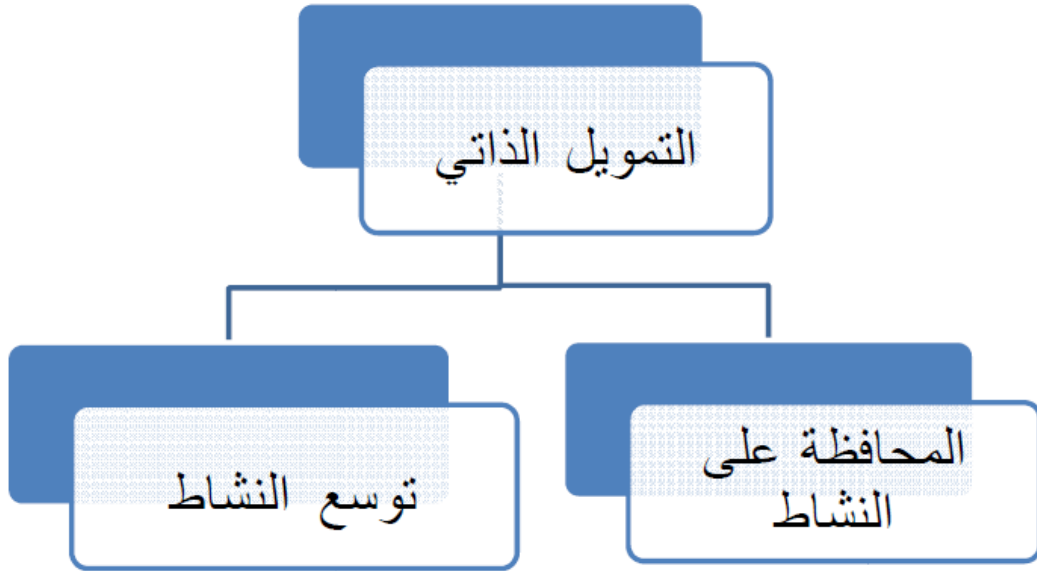 التمويل الذاتي
المحافظة على
النشاط
توسع النشاط